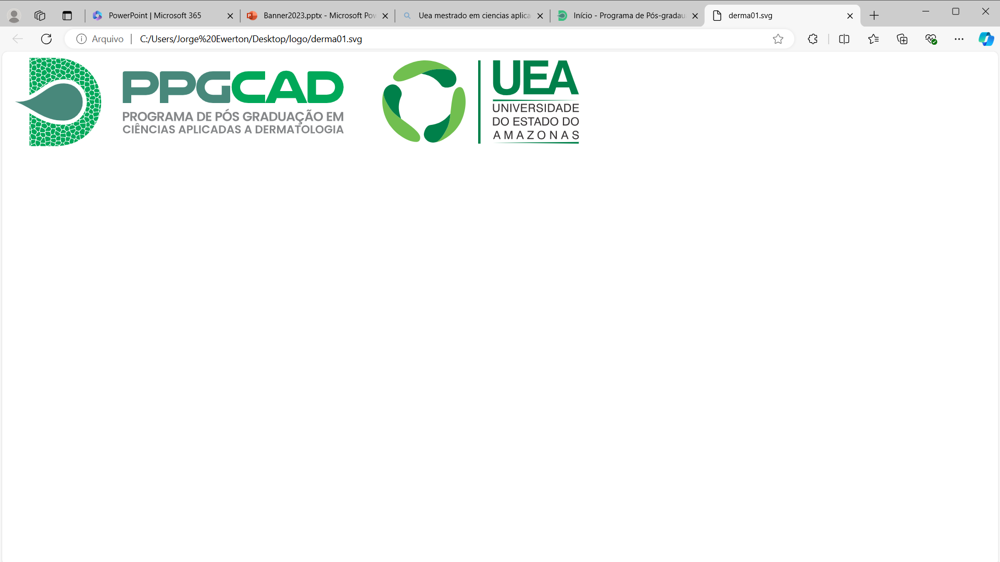 PowerPoint | Microsoft 365
Banner2023.pptx - Microsoft Pow
Uea mestrado em ciencias aplica
Início - Programa de Pós-gradua
derma01.svg
Arquivo
C:/Users/Jorge%20Ewerton/Desktop/logo/derma01.svg
PPGCAD
PROGRAMA DE PÓS GRADUAÇÃO EM
CIÊNCIAS APLICADAS A DERMATOLOGIA
UEA
UNIVERSIDADE
DO ESTADO DO
AMAZONAS